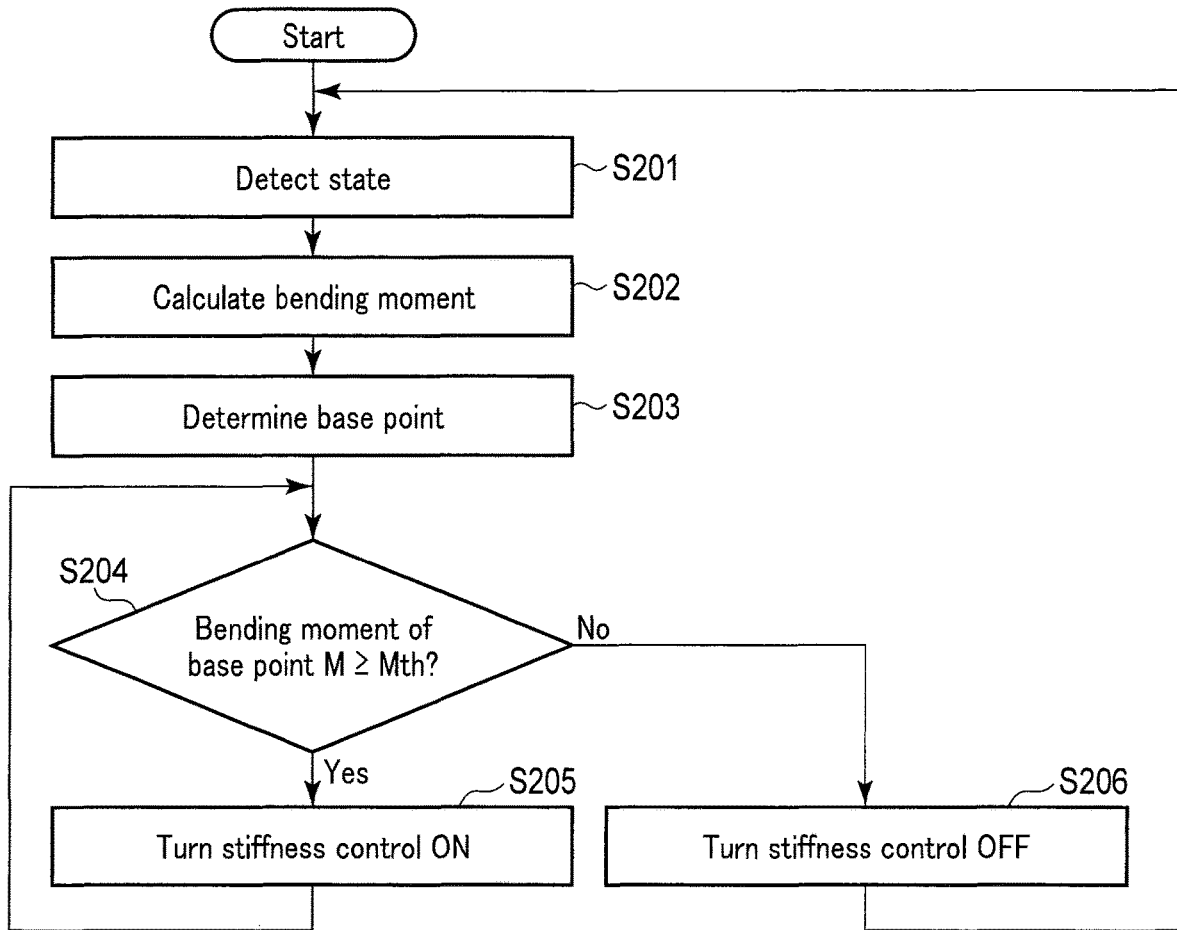 Start
Detect state
S201
Calculate bending moment
S202
Determine base point
S203
S204
Bending moment of
base point M ≥ Mth?
No
Yes
S205
Turn stiffness control ON
S206
Turn stiffness control OFF